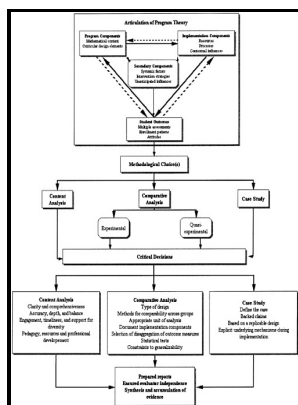 Articulation of Program Theory
Program Components
Mathematical content
Curricular design elements
Implementation Components
Resources
Processes
Contextual influences
Secondary Components
Systemic factors
Intervention strategies
Unanticipated influences
Student Outcomes
Multiple assessments
Enrollment patterns
Attitudes
Methodological Choice(s)
Content
Analysis
Comparative
Analysis
Case Study
Experimental
Quasi-
experimental
Critical Decisions
Content Analysis
Clarity and comprehensiveness
Accuracy, depth, and balance
Engagement, timeliness, and support for
diversity
Pedagogy, resources and professional
development
Comparative Analysis
Type of design
Methods for comparability across groups
Appropriate unit of analysis
Document implementation components
Selection of disaggregation of outcome measures
Statistical tests
Constraints to generalizability
Case Study
Define the case
Backed claims
Based on a replicable design
Explicit underlying mechanisms during
implementation
Prepared reports
Ensured evaluator independence
Synthesis and accumulation of
evidence